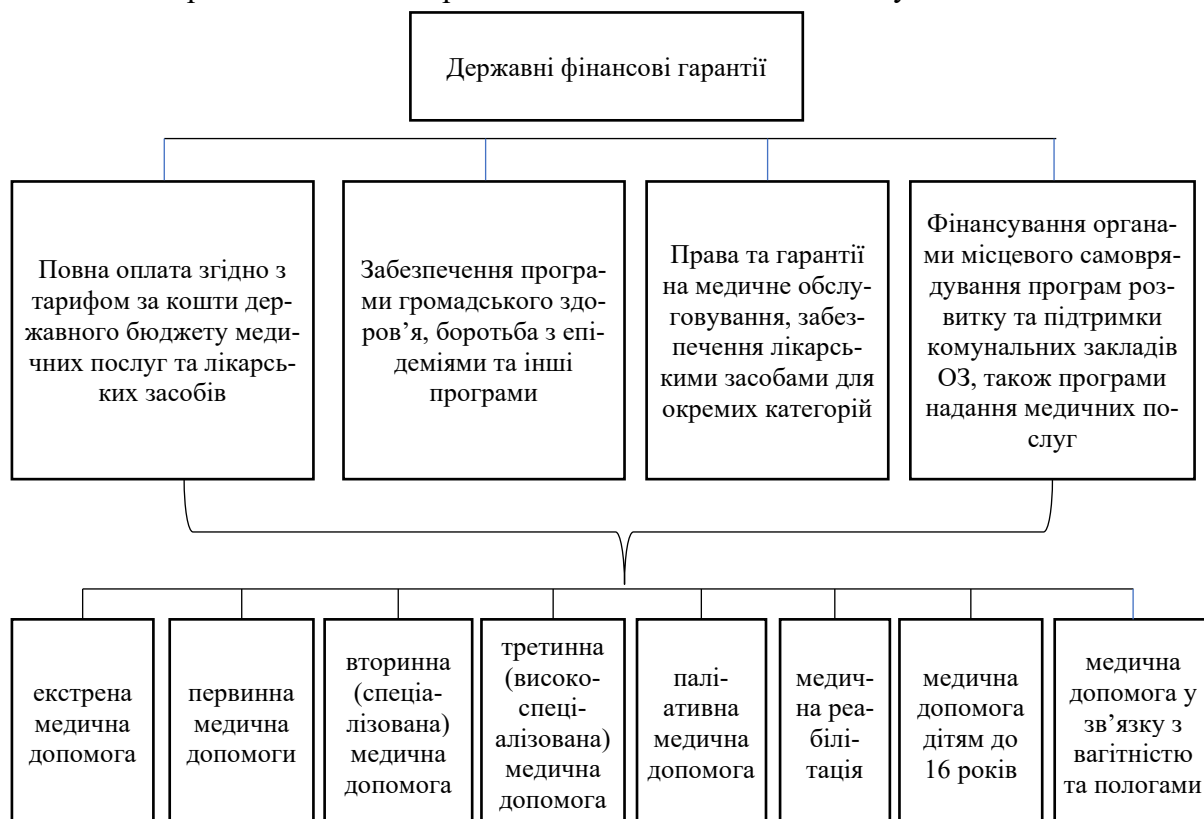 Державні фінансові гарантії
Повна оплата згідно з
тарифом за кошти дер-
жавного бюджету меди-
чних послуг та лікарсь-
ких засобів
Забезпечення програ-
ми громадського здо-
ров’я, боротьба з епі-
деміями та інші
програми
Права та гарантії
на медичне обслу-
говування, забез-
печення лікарсь-
кими засобами для
окремих категорій
Фінансування органа-
ми місцевого самовря-
дування програм роз-
витку та підтримки
комунальних закладів
ОЗ, також програми
надання медичних по-
слуг
екстрена
медична
допомога
первинна
медична
допомоги
вторинна
(спеціа-
лізована)
медична
допомога
третинна
(високо-
спеці-
алізована)
медична
допомога
палі-
ативна
медична
допомога
медич-
на реа-
білі-
тація
медична
допомога
дітям до
16 років
медична
допомога у
зв’язку з
вагітністю
та пологами